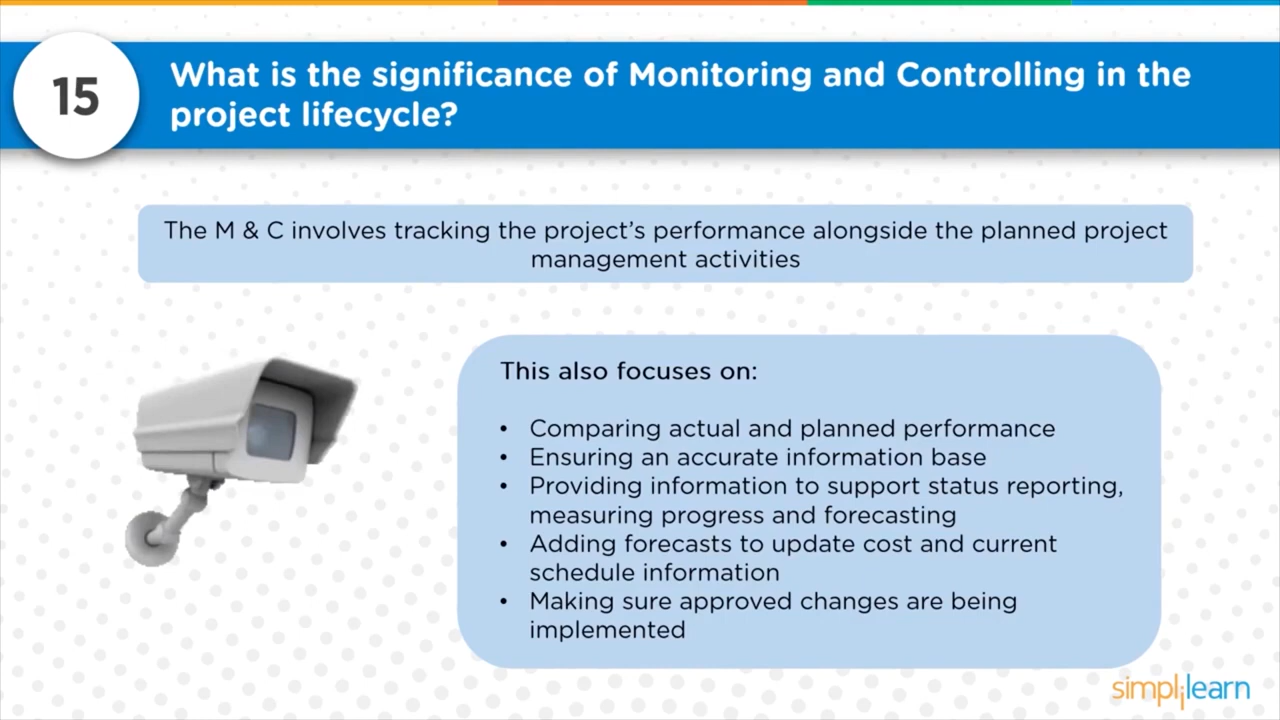 15
What is the significance of Monitoring and Controlling in the
project lifecycle?
The M & C involves tracking the project’s performance alongside the planned project
management activities
This also focuses on:
• Comparing actual and planned performance
• Ensuring an accurate information base
• Providing information to support status reporting,
measuring progress and forecasting
• Adding forecasts to update cost and current
schedule information
• Making sure approved changes are being
implemented
simplilearn